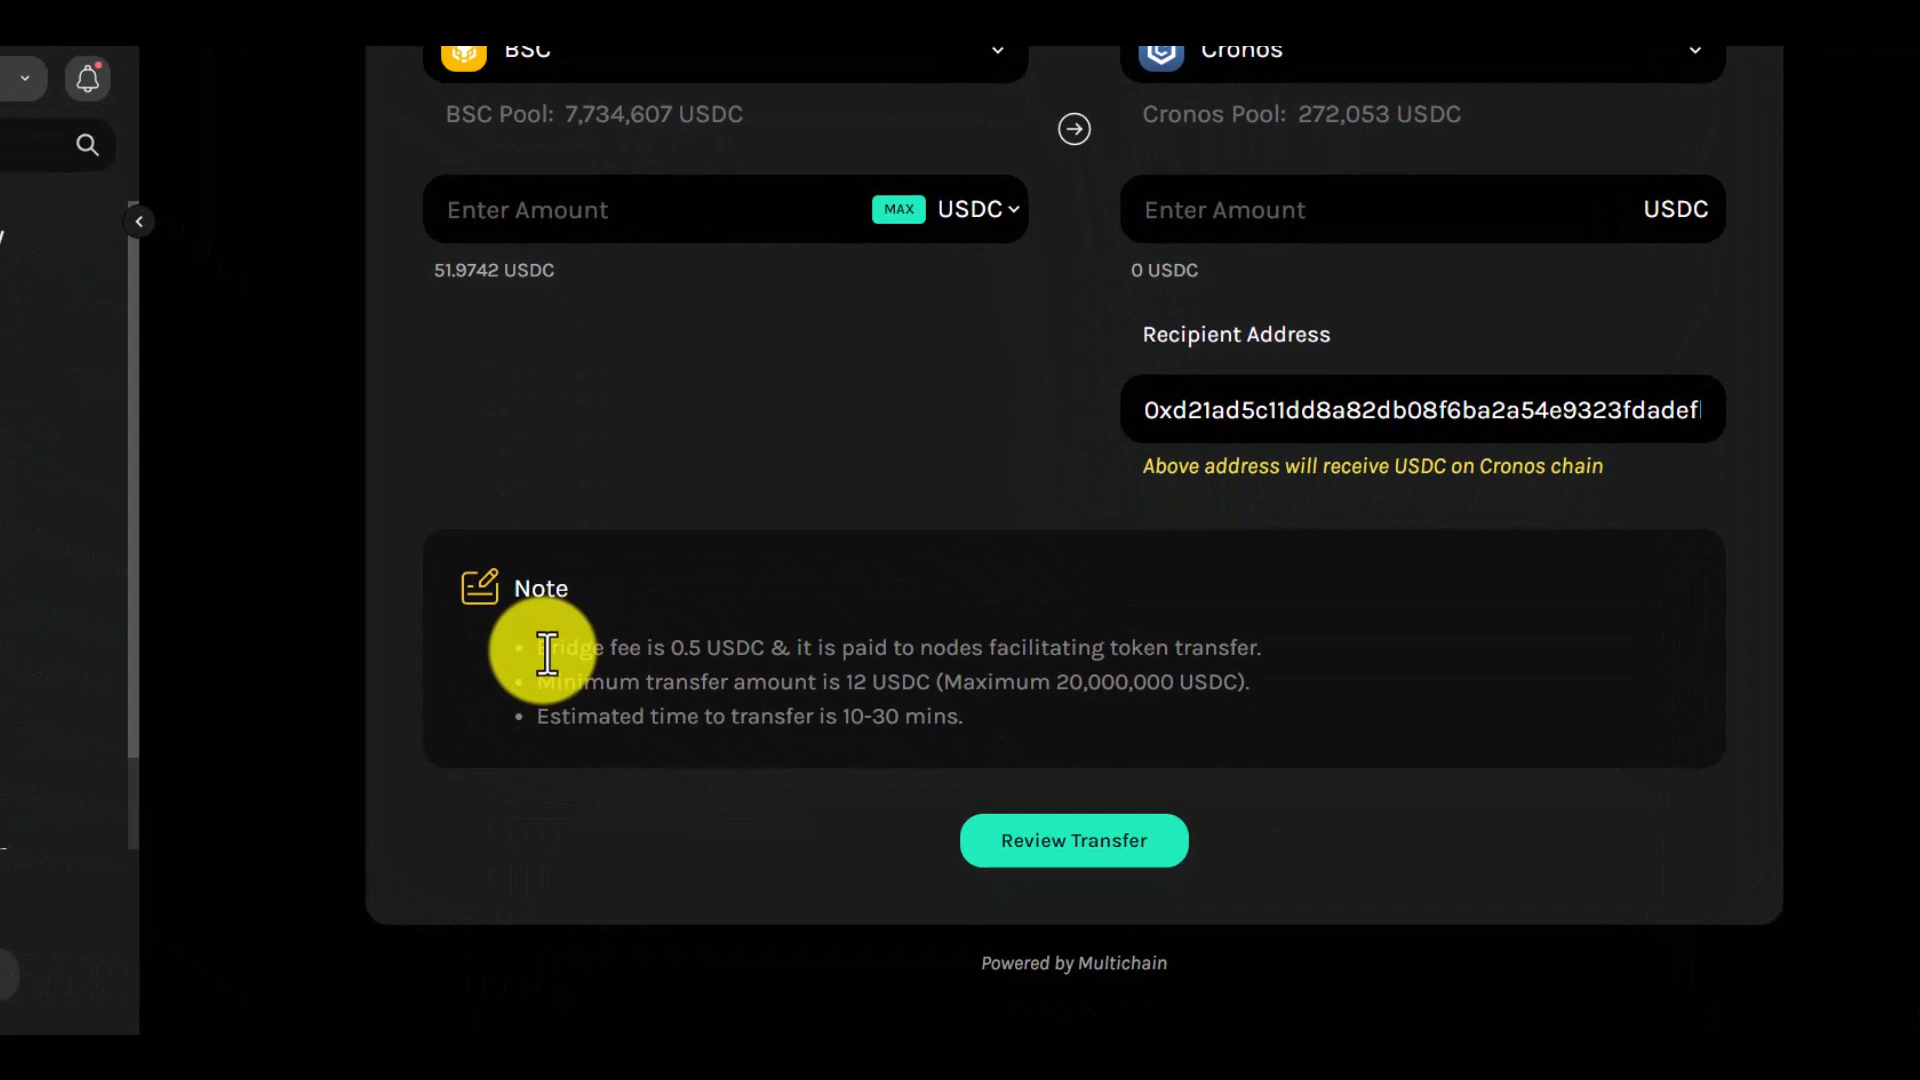 BSC
Cronos
BSC Pool: 7,734,607 USDC
Cronos Pool: 272,053 USDC
Enter Amount
MAX
USDC
Enter Amount
USDC
51.9742 USDC
0 USDC
Recipient Address
0xd21ad5c11dd8a82db08f6ba2a54e9323fdadef
Above address will receive USDC on Cronos chain
Note
Bridge fee is 0.5 USDC & it is paid to nodes facilitating token transfer.
Minimum transfer amount is 12 USDC (Maximum 20,000,000 USDC).
Estimated time to transfer is 10-30 mins.
Review Transfer
Powered by Multichain